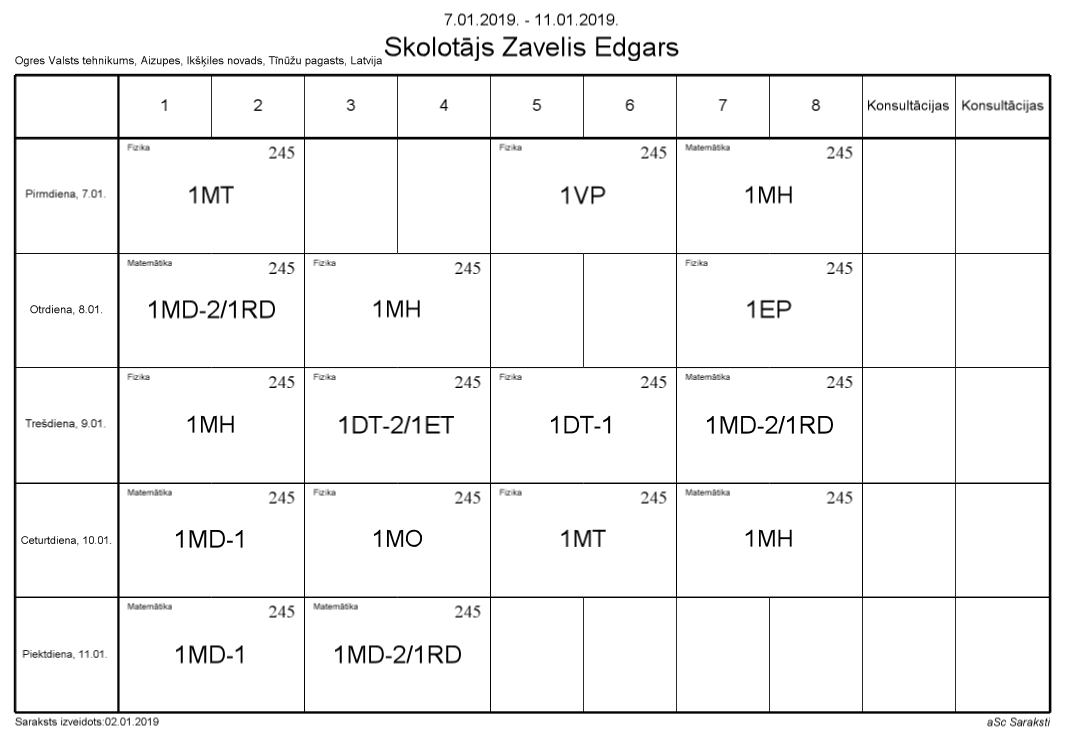 7.01.2019. - 11.01.2019.
Skolotājs Zavelis Edgars
Ogres Valsts tehnikums, Aizupes, Ikšķiles novads, Tīnūžu pagasts, Latvija
1 2 3 4 5 6 7 8 Konsultācijas Konsultācijas
Fizika 245 Fizika 245 Matemātika 245
Pirmdiena, 7.01. 1MT 1VP 1MH
Matemātika 245 Fizika 245 Fizika 245
Otrdiena, 8.01. 1MD-2/1RD 1MH 1EP
Fizika 245 Fizika 245 Fizika 245 Matemātika 245
Trešdiena, 9.01. 1MH 1DT-2/1ET 1DT-1 1MD-2/1RD
Matemātika 245 Fizika 245 Fizika 245 Matemātika 245
Ceturtdiena, 10.01. 1MD-1 1MO 1MT 1MH
Matemātika 245 Matemātika 245
Piektdiena, 11.01. 1MD-1 1MD-2/1RD
Saraksts izveidots:02.01.2019 aSc Saraksti